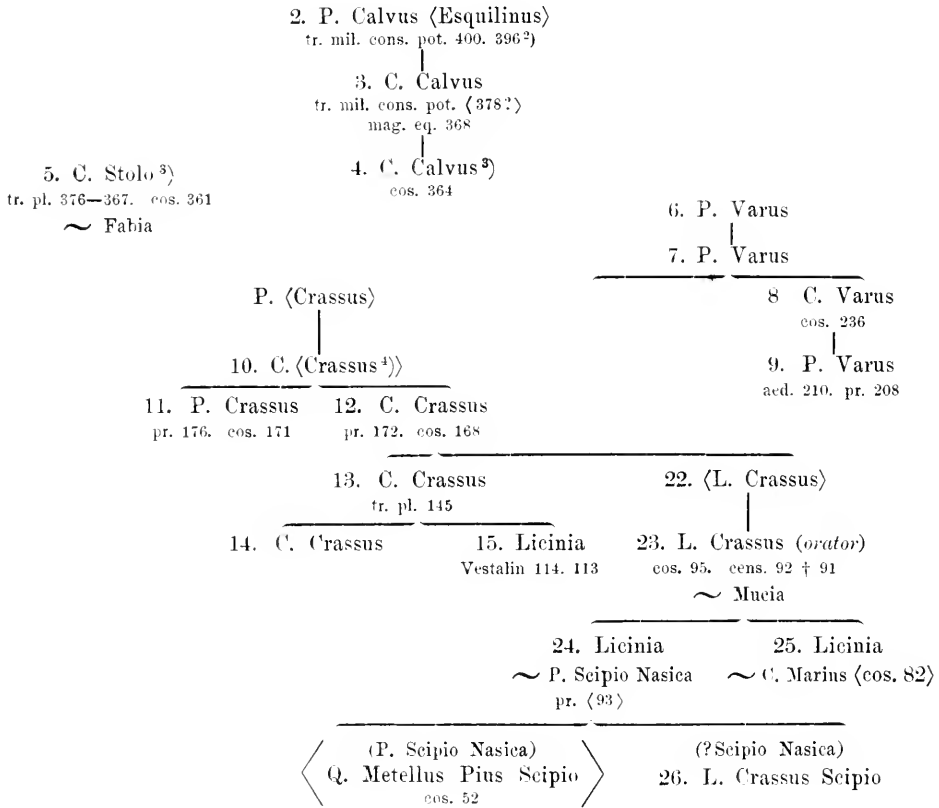 2. P. Calvus ⟨Esquilinus⟩
tr. mil. cons. pot. 400. 396²)
3. C. Calvus
tr. mil. cons. pot. ⟨378?⟩
mag. eq. 368
4. C. Calvus³)
cos. 364
5. C. Stolo³)
tr. pl. 376—367. cos. 361
~ Fabia
6. P. Varus
7. P. Varus
8 C. Varus
cos. 236
9. P. Varus
aed. 210. pr. 208
P. ⟨Crassus⟩
10. C. ⟨Crassus⁴)⟩
11. P. Crassus
pr. 176. cos. 171
12. C. Crassus
pr. 172. cos. 168
13. C. Crassus
tr. pl. 145
22. ⟨L. Crassus⟩
14. C. Crassus
15. Licinia
Vestalin 114. 113
23. L. Crassus (orator)
cos. 95. cens. 92 † 91
~ Mucia
24. Licinia
~ P. Scipio Nasica
pr. ⟨93⟩
25. Licinia
~ C. Marius ⟨cos. 82⟩
(P. Scipio Nasica)
Q. Metellus Pius Scipio
cos. 52
(?Scipio Nasica)
26. L. Crassus Scipio